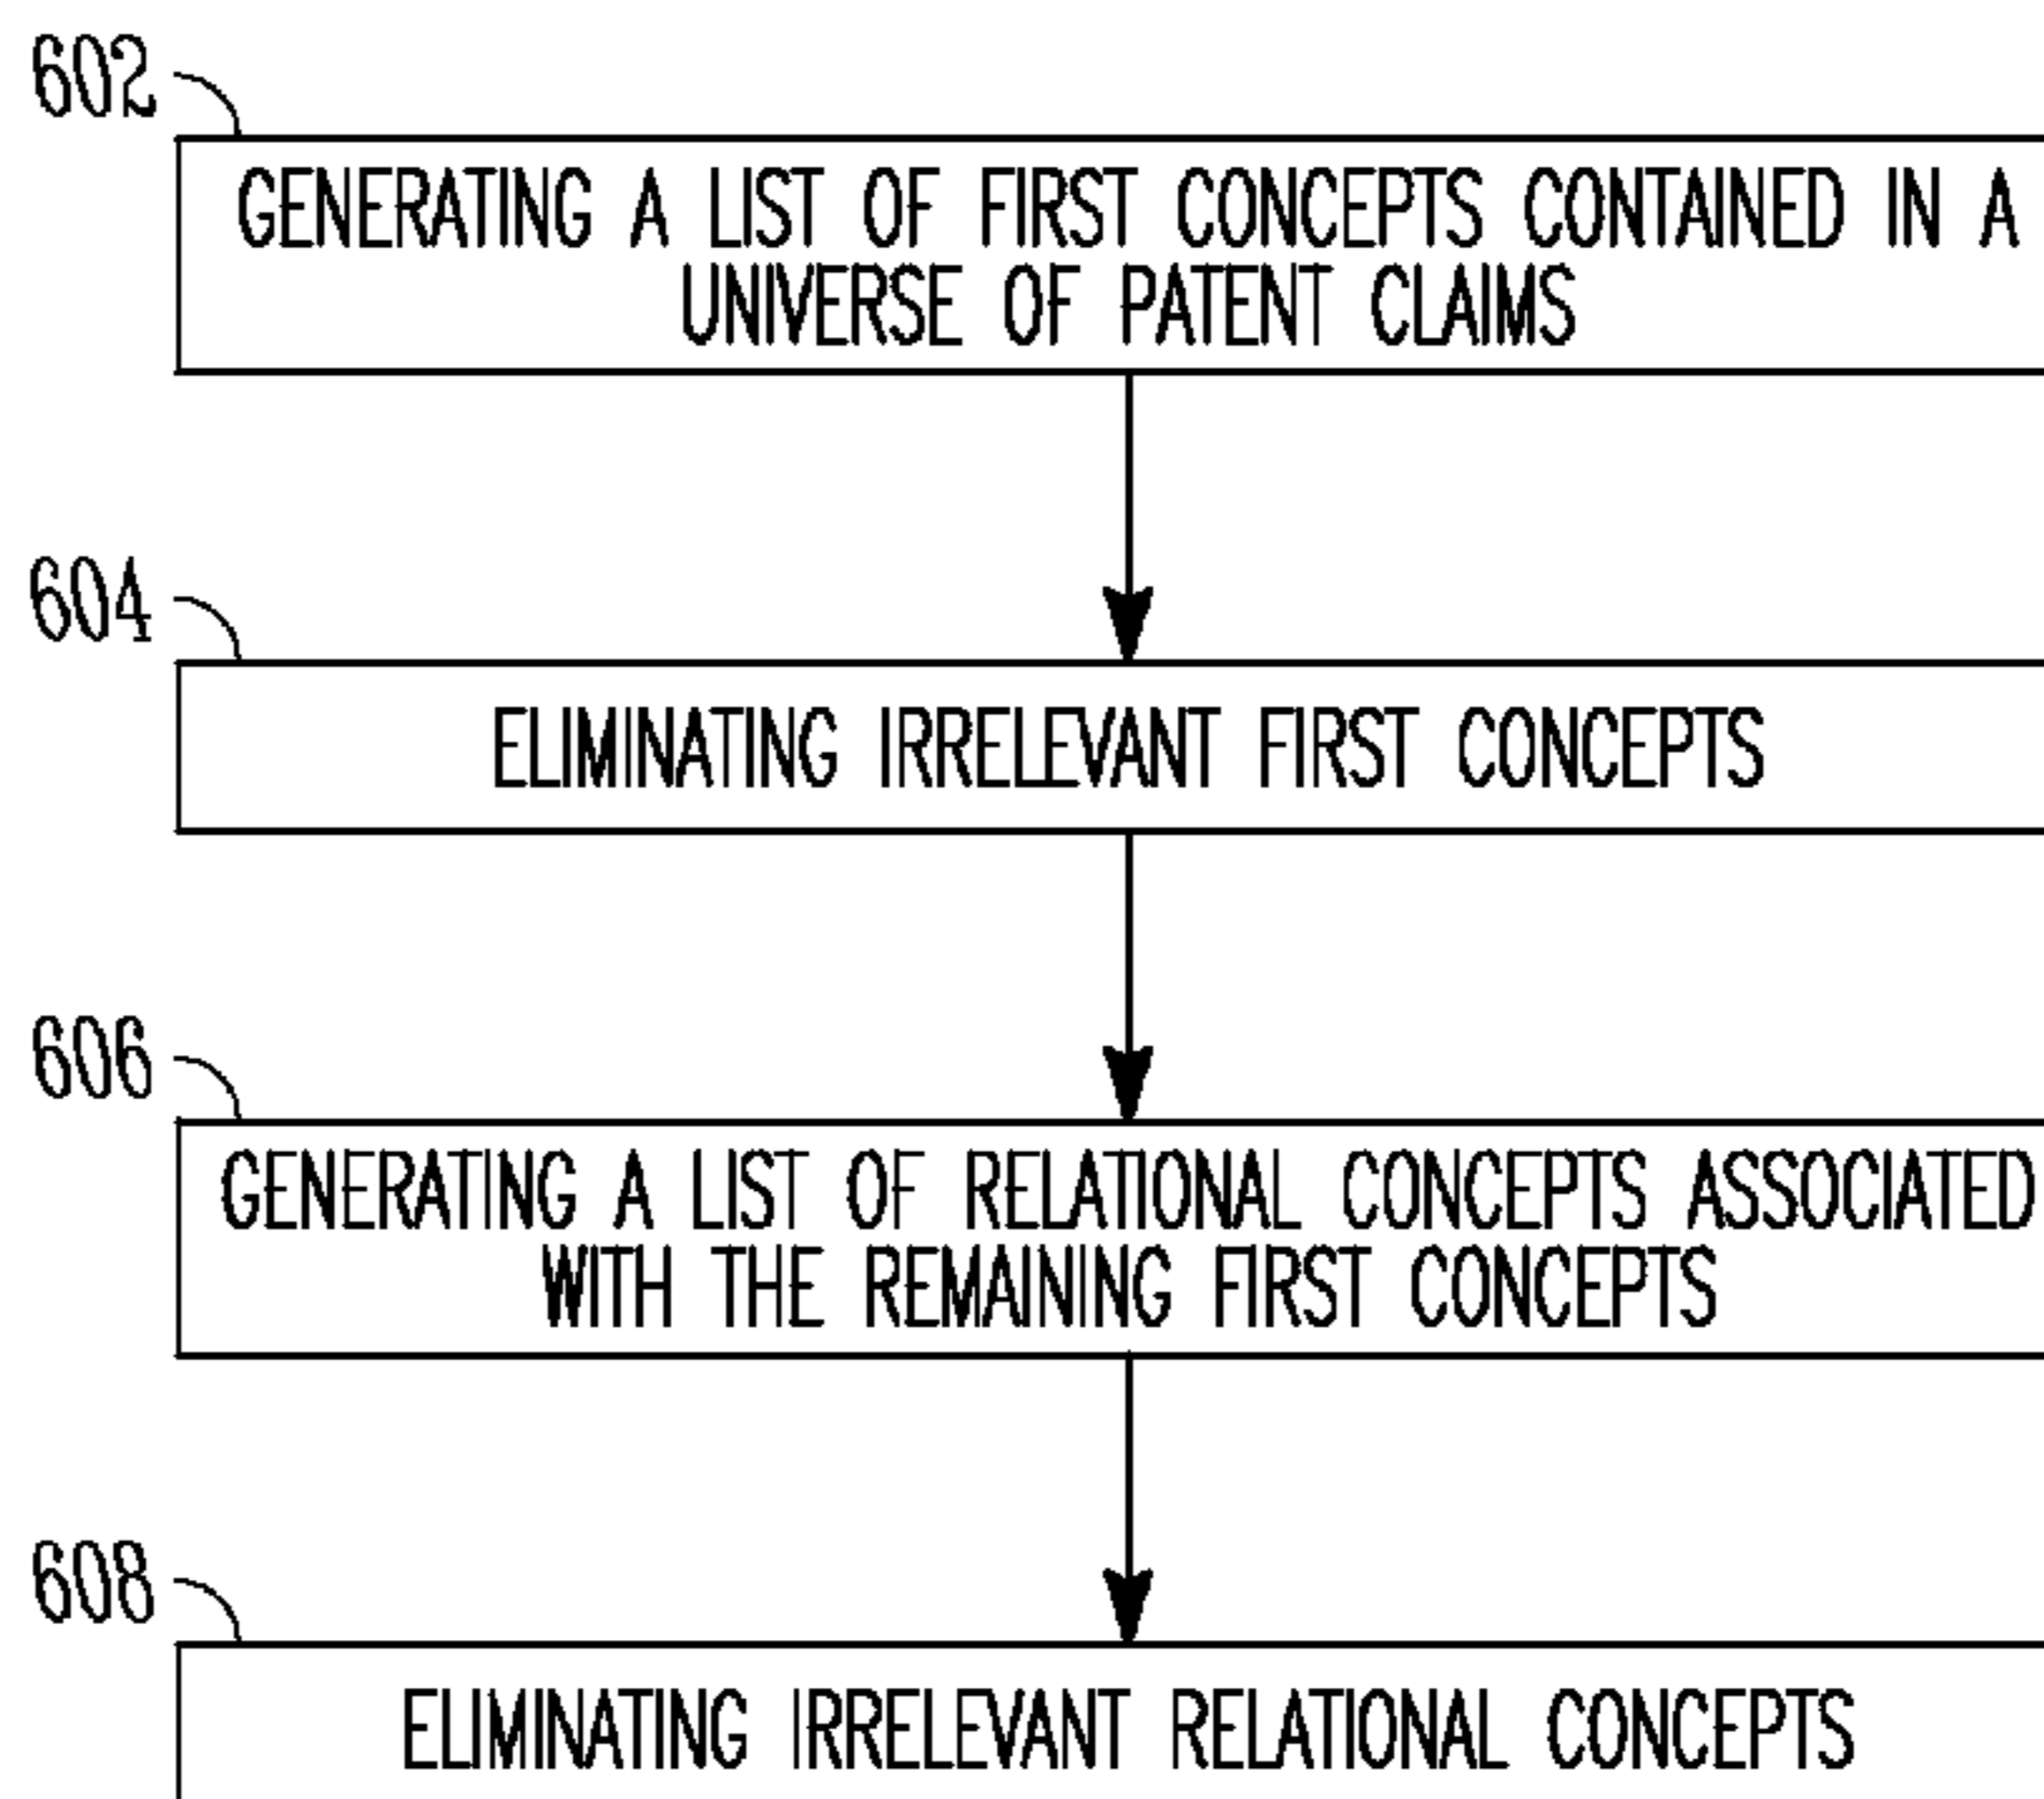 602
GENERATING A LIST OF FIRST CONCEPTS CONTAINED IN A
UNIVERSE OF PATENT CLAIMS
604
ELIMINATING IRRELEVANT FIRST CONCEPTS
606
GENERATING A LIST OF RELATIONAL CONCEPTS ASSOCIATED
WITH THE REMAINING FIRST CONCEPTS
608
ELIMINATING IRRELEVANT RELATIONAL CONCEPTS